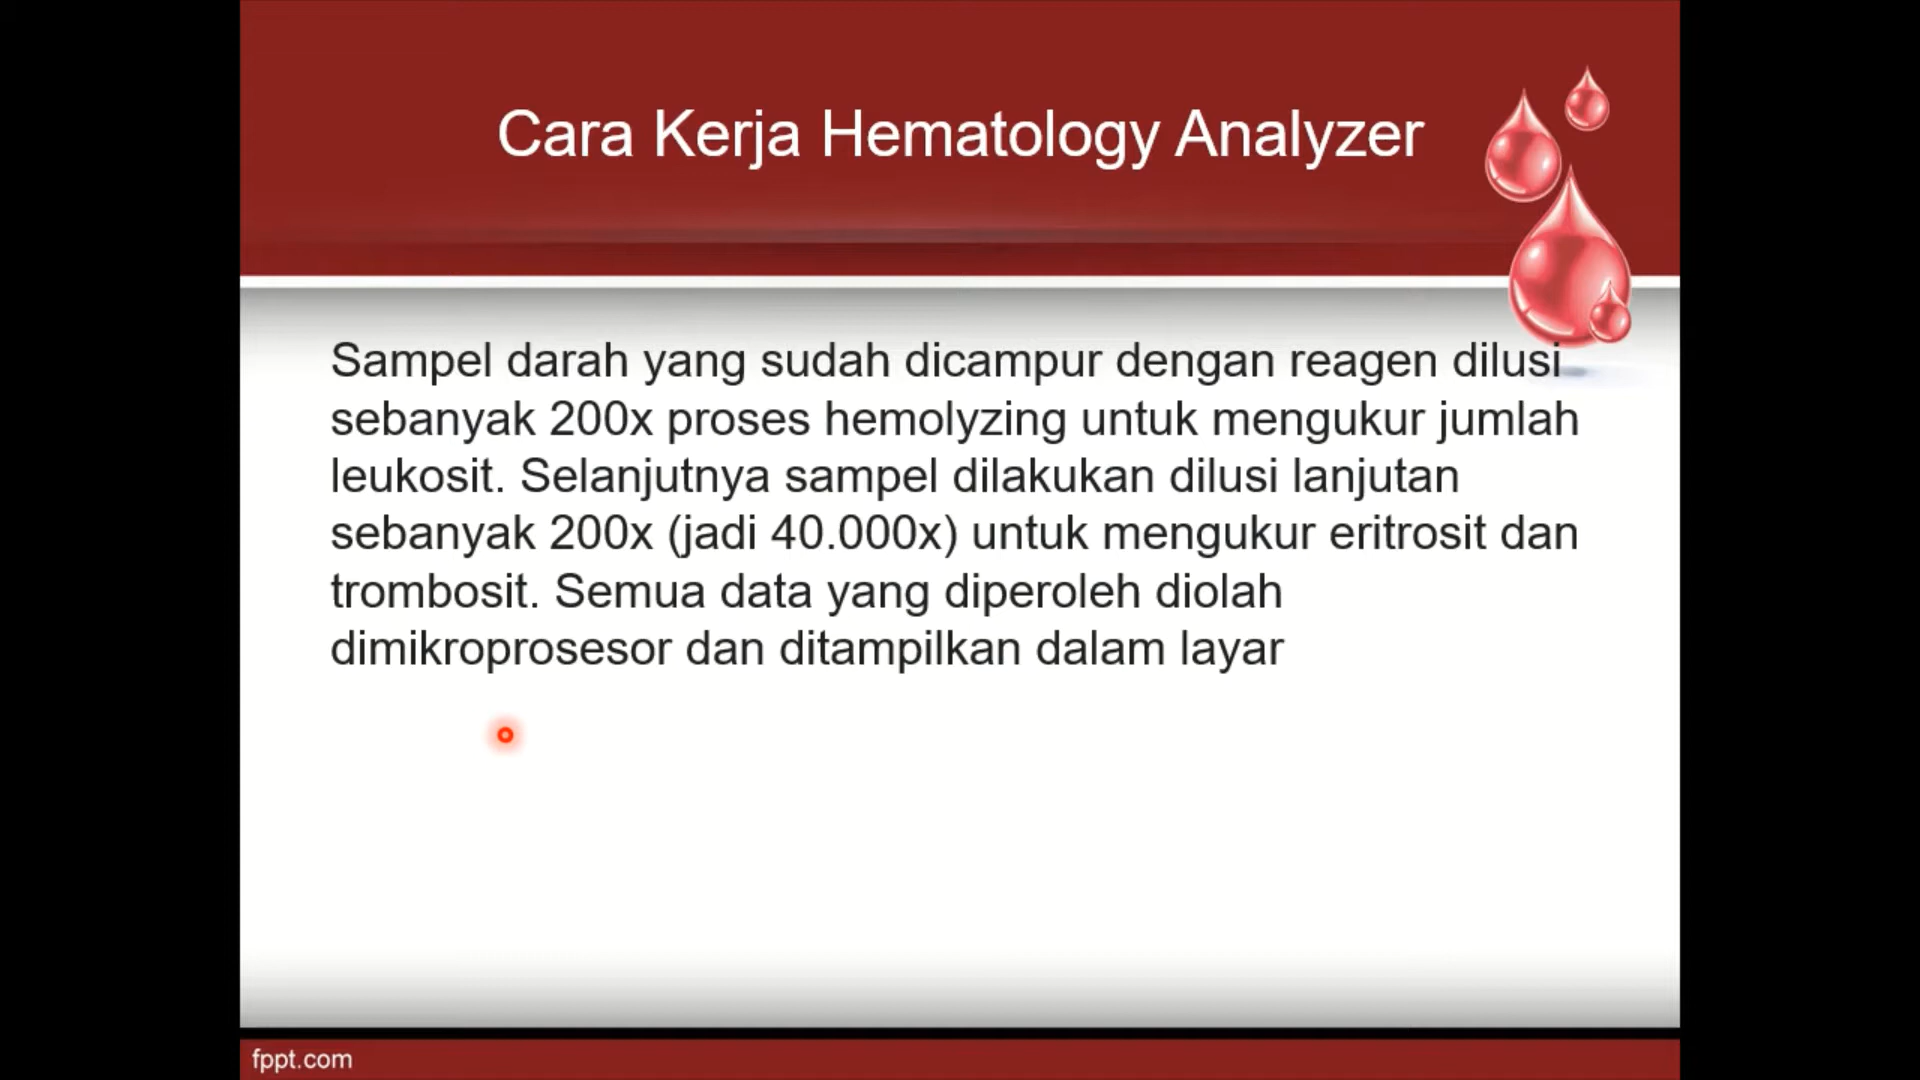 Cara Kerja Hematology Analyzer
Sampel darah yang sudah dicampur dengan reagen dilusi
sebanyak 200x proses hemolyzing untuk mengukur jumlah
leukosit. Selanjutnya sampel dilakukan dilusi lanjutan
sebanyak 200x (jadi 40.000x) untuk mengukur eritrosit dan
trombosit. Semua data yang diperoleh diolah
dimikroprosesor dan ditampilkan dalam layar
fppt.com